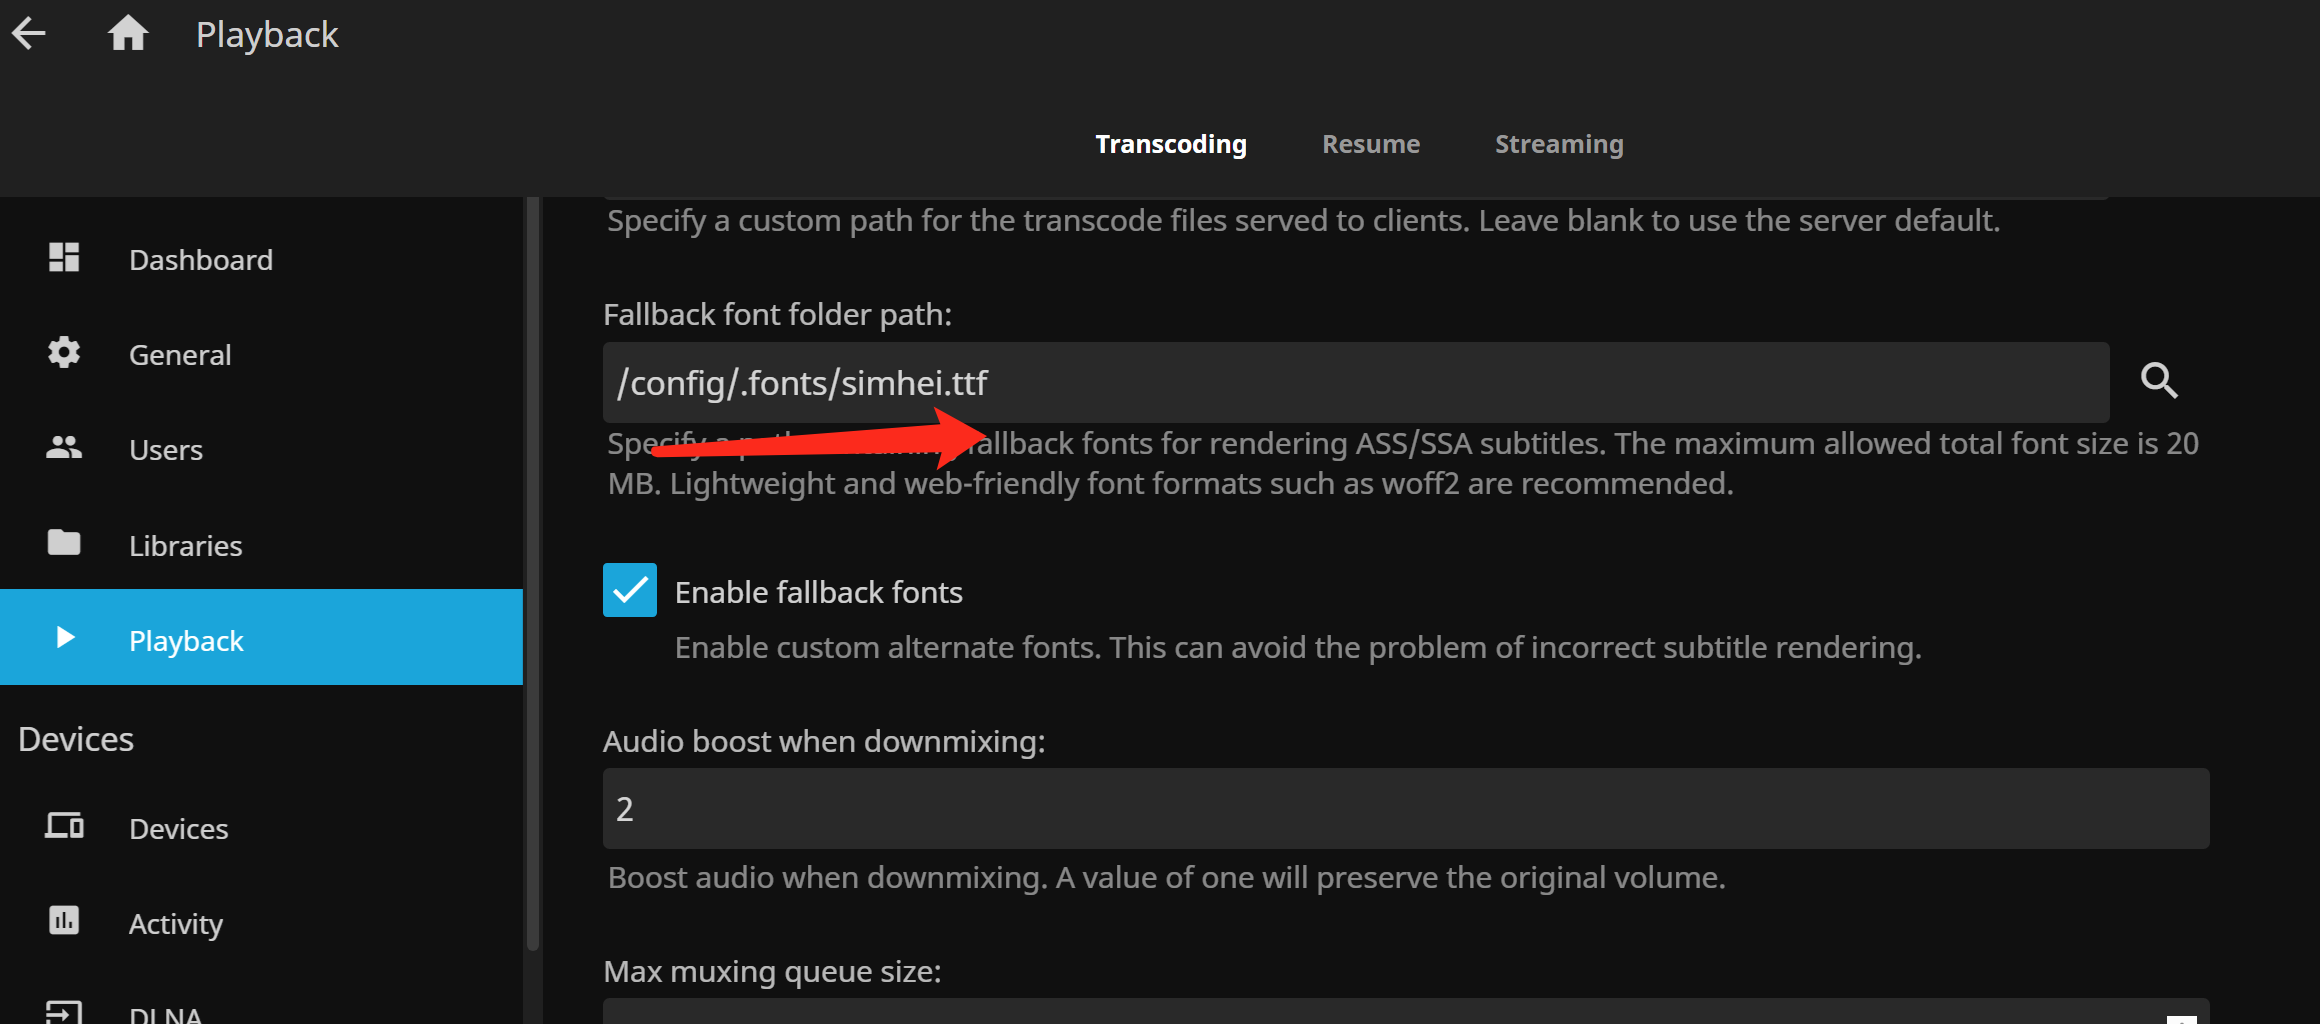 Playback
Transcoding
Resume
Streaming
Dashboard
General
Users
Libraries
Playback
Devices
Devices
Activity
DLNA
Specify a custom path for the transcode files served to clients. Leave blank to use the server default.
Fallback font folder path:
/config/.fonts/simhei.ttf
Specify a fallback fonts for rendering ASS/SSA subtitles. The maximum allowed total font size is 20
MB. Lightweight and web-friendly font formats such as woff2 are recommended.
Enable fallback fonts
Enable custom alternate fonts. This can avoid the problem of incorrect subtitle rendering.
Audio boost when downmixing:
2
Boost audio when downmixing. A value of one will preserve the original volume.
Max muxing queue size: